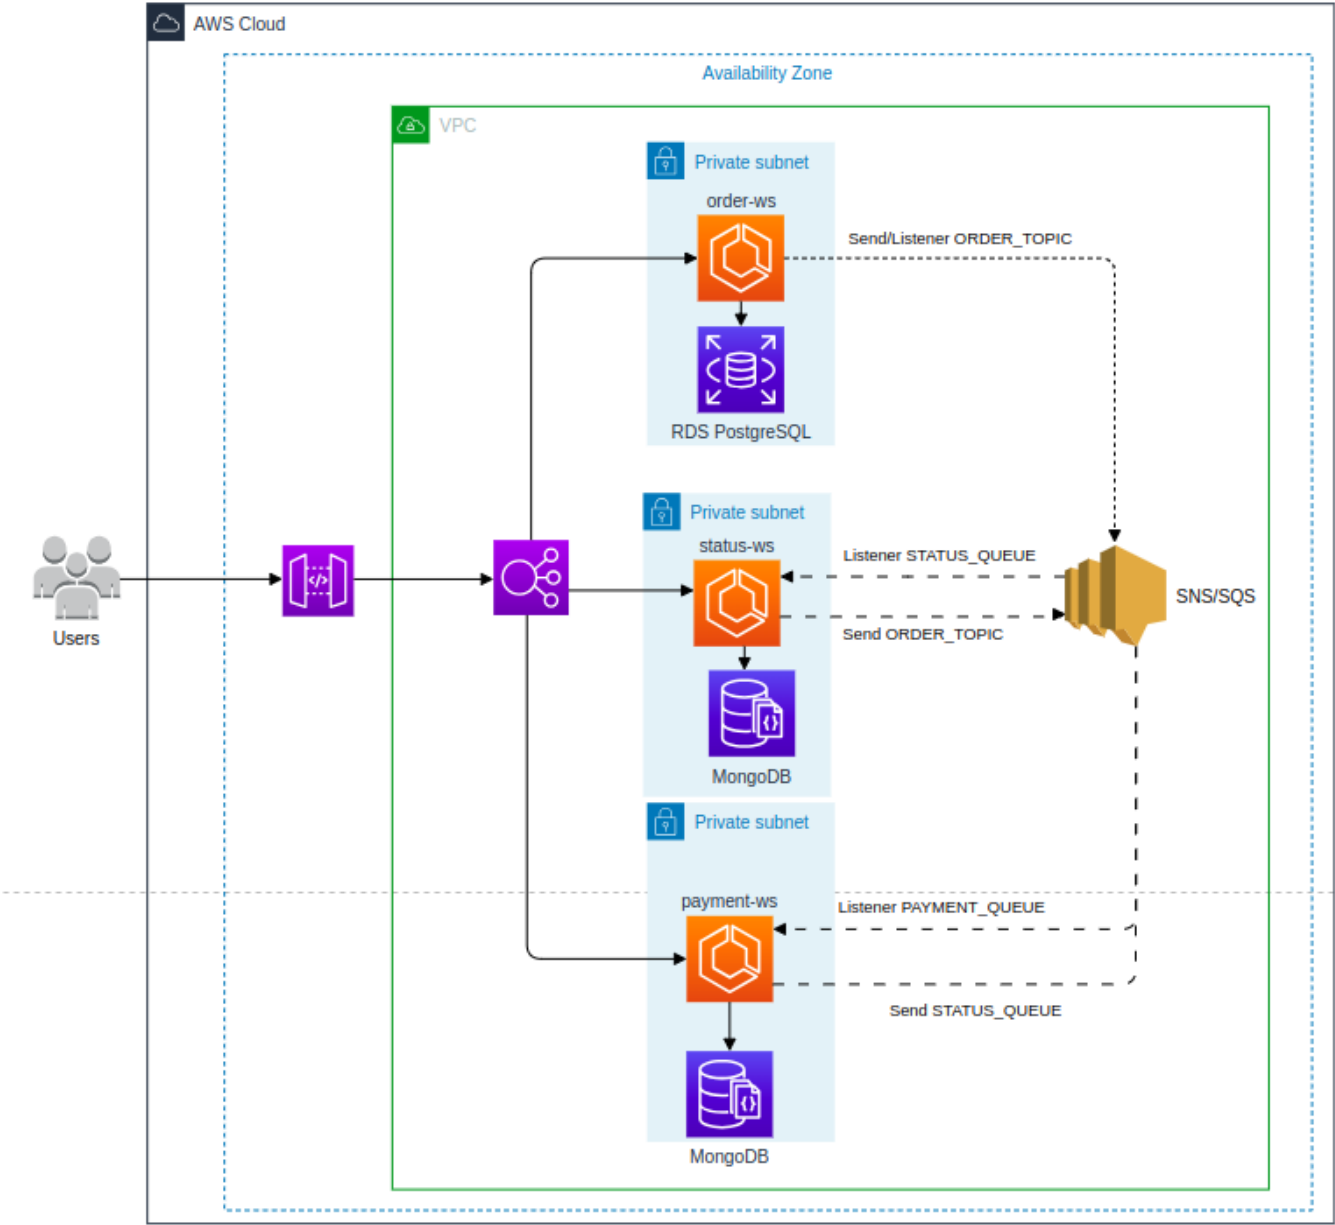 AWS Cloud
Availability Zone
VPC
Private subnet
order-ws
Send/Listener ORDER_TOPIC
RDS PostgreSQL
Private subnet
status-ws
Listener STATUS_QUEUE
SNS/SQS
Send ORDER_TOPIC
Users
MongoDB
Private subnet
payment-ws
Listener PAYMENT_QUEUE
Send STATUS_QUEUE
MongoDB